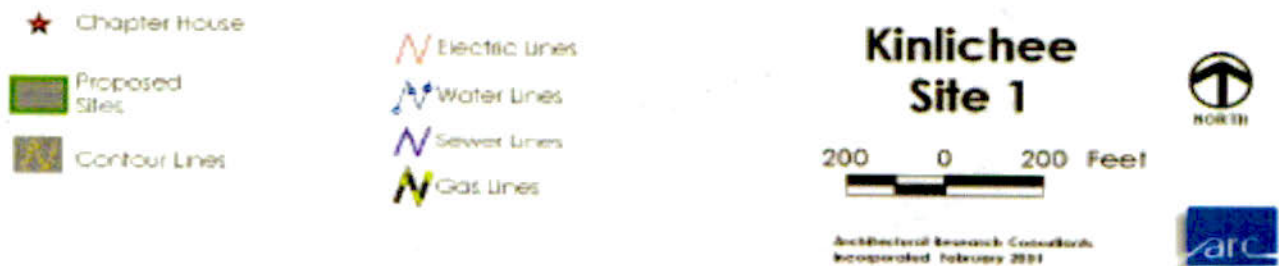 Chapter House
Proposed
Sites
Contour Lines
Electric Lines
Water Lines
Sewer Lines
Gas Lines
Kinlichee
Site 1
NORTH
200 0 200 Feet
Architectural Research Consultants
Incorporated February 2001
arc